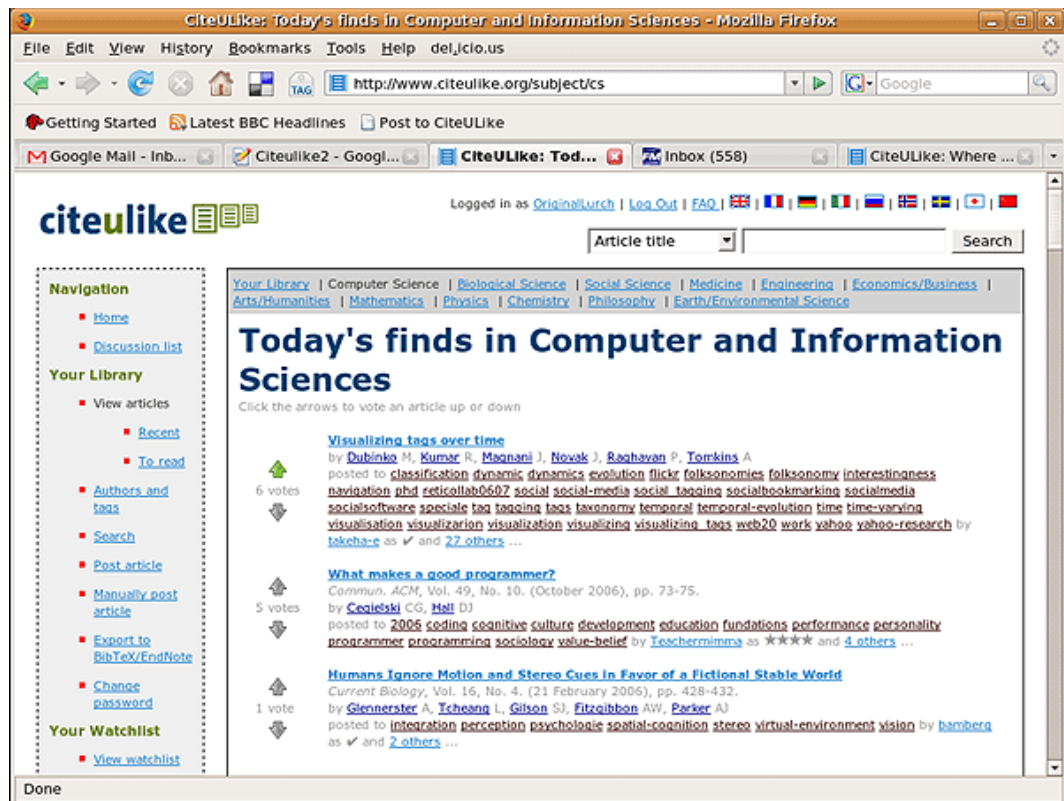 CiteULike: Today's finds in Computer and Information Sciences - Mozilla Firefox
File Edit View History Bookmarks Tools Help del.icio.us
TAG http://www.citeulike.org/subject/cs G Google
Getting Started Latest BBC Headlines Post to CiteULike
Google Mail - Inb... Citeulike2 - Googl... CiteULike: Tod... Inbox (558) CiteULike: Where ...
citeulike
Logged in as OriginalLurch | Log Out | FAQ | | | | | | | |
Article title Search
Navigation
Home
Discussion list
Your Library
View articles
Recent
To read
Authors and
tags
Search
Post article
Manually post
article
Export to
BibTeX/EndNote
Change
password
Your Watchlist
View watchlist
Your Library | Computer Science | Biological Science | Social Science | Medicine | Engineering | Economics/Business |
Arts/Humanities | Mathematics | Physics | Chemistry | Philosophy | Earth/Environmental Science
Today's finds in Computer and Information
Sciences
Click the arrows to vote an article up or down
6 votes
Visualizing tags over time
by Dubinko M, Kumar R, Magnani J, Novak J, Raghavan P, Tomkins A
posted to classification dynamic dynamics evolution flickr folksonomies folksonomy interestingness
navigation phd reticollab0607 social social-media social_tagging socialbookmarking socialmedia
socialsoftware speciale tag tagging tags taxonomy temporal temporal-evolution time time-varying
visualisation visualizarion visualization visualizing visualizing_tags web20 work yahoo yahoo-research by
takeha-e as ✔ and 27 others ...
5 votes
What makes a good programmer?
Commun. ACM, Vol. 49, No. 10. (October 2006), pp. 73-75.
by Cegielski CG, Hall DJ
posted to 2006 coding cognitive culture development education fundations performance personality
programmer programming sociology value-belief by Teachermimma as ★★★★ and 4 others ...
1 vote
Humans Ignore Motion and Stereo Cues in Favor of a Fictional Stable World
Current Biology, Vol. 16, No. 4. (21 February 2006), pp. 428-432.
by Glennerster A, Tcheang L, Gilson SJ, Fitzgibbon AW, Parker AJ
posted to integration perception psychologie spatial-cognition stereo virtual-environment vision by bamberg
as ✔ and 2 others ...
Done